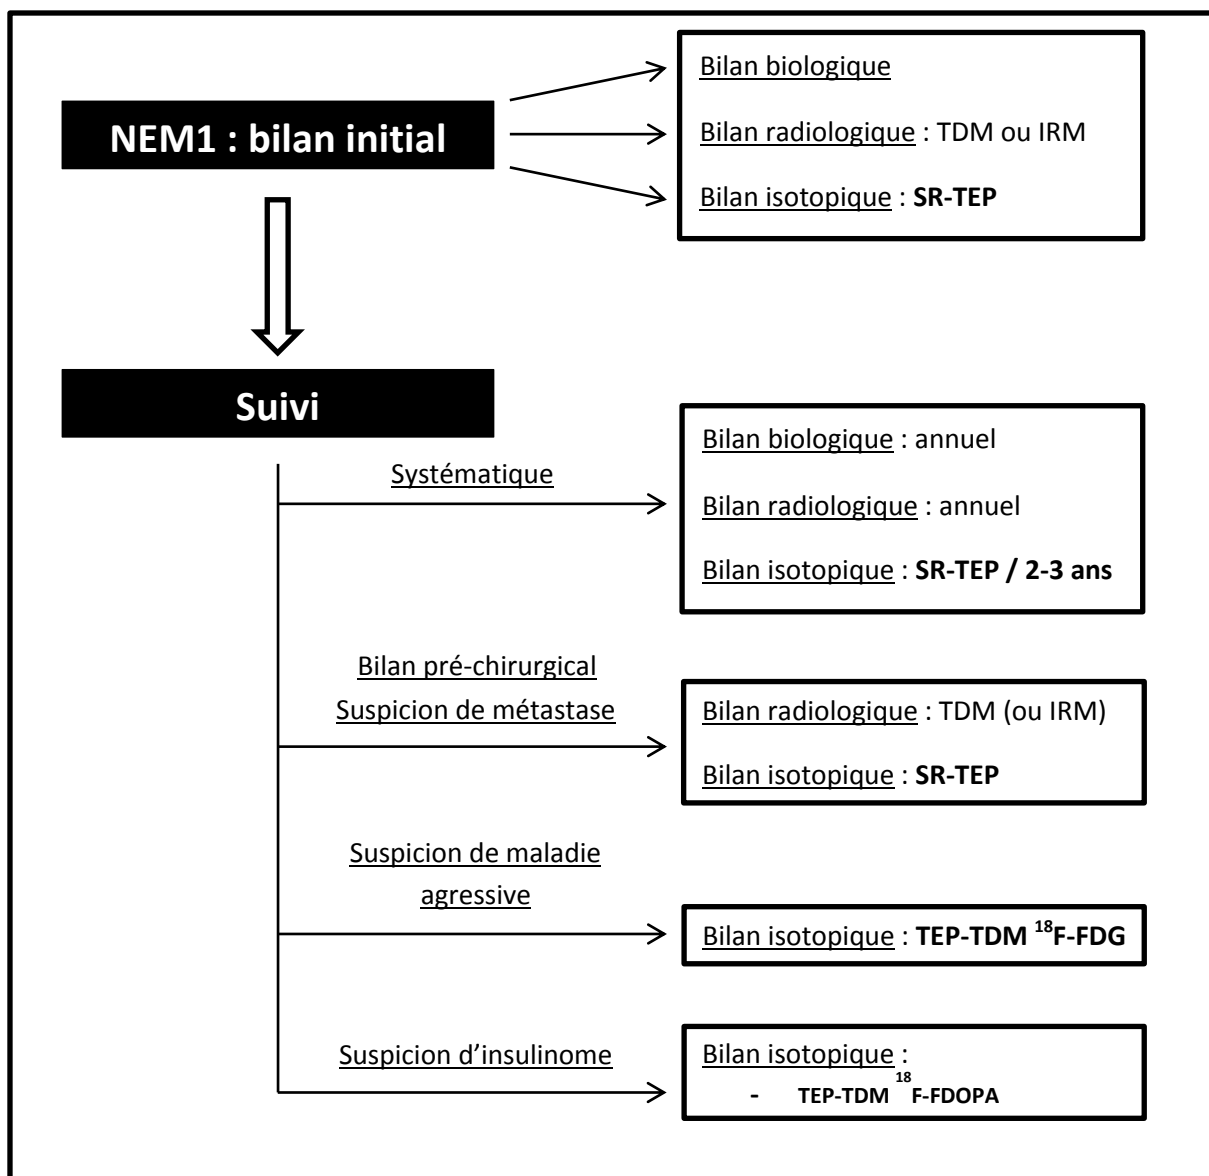 NEM1 : bilan initial
Bilan biologique
Bilan radiologique : TDM ou IRM
Bilan isotopique : SR-TEP
Suivi
Systématique
Bilan biologique : annuel
Bilan radiologique : annuel
Bilan isotopique : SR-TEP / 2-3 ans
Bilan pré-chirurgical
Suspicion de métastase
Bilan radiologique : TDM (ou IRM)
Bilan isotopique : SR-TEP
Suspicion de maladie
agressive
Bilan isotopique : TEP-TDM ¹⁸F-FDG
Suspicion d’insulinome
Bilan isotopique :
- TEP-TDM ¹⁸F-FDOPA